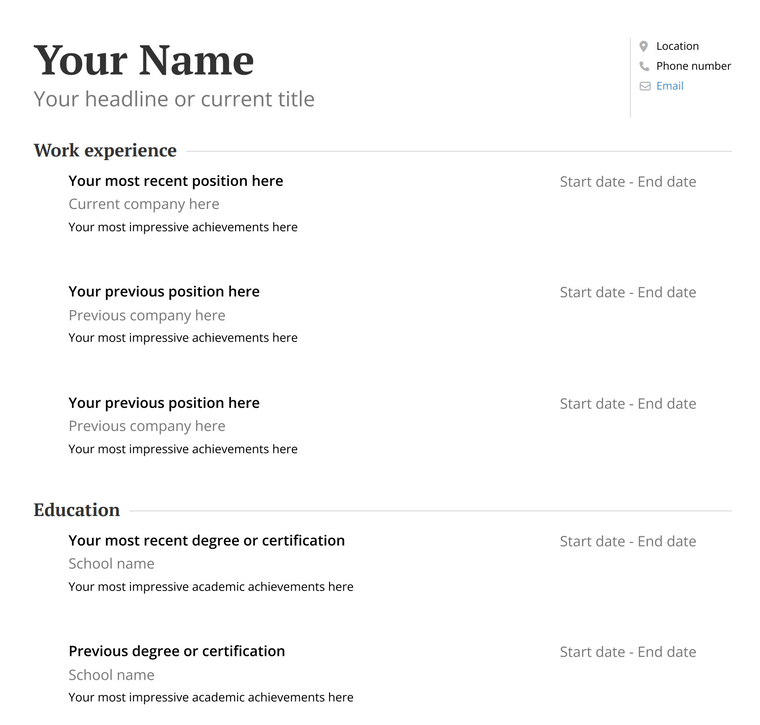 Your Name
Your headline or current title
Location
Phone number
Email
Work experience
Your most recent position here
Start date - End date
Current company here
Your most impressive achievements here
Your previous position here
Start date - End date
Previous company here
Your most impressive achievements here
Your previous position here
Start date - End date
Previous company here
Your most impressive achievements here
Education
Your most recent degree or certification
Start date - End date
School name
Your most impressive academic achievements here
Previous degree or certification
Start date - End date
School name
Your most impressive academic achievements here